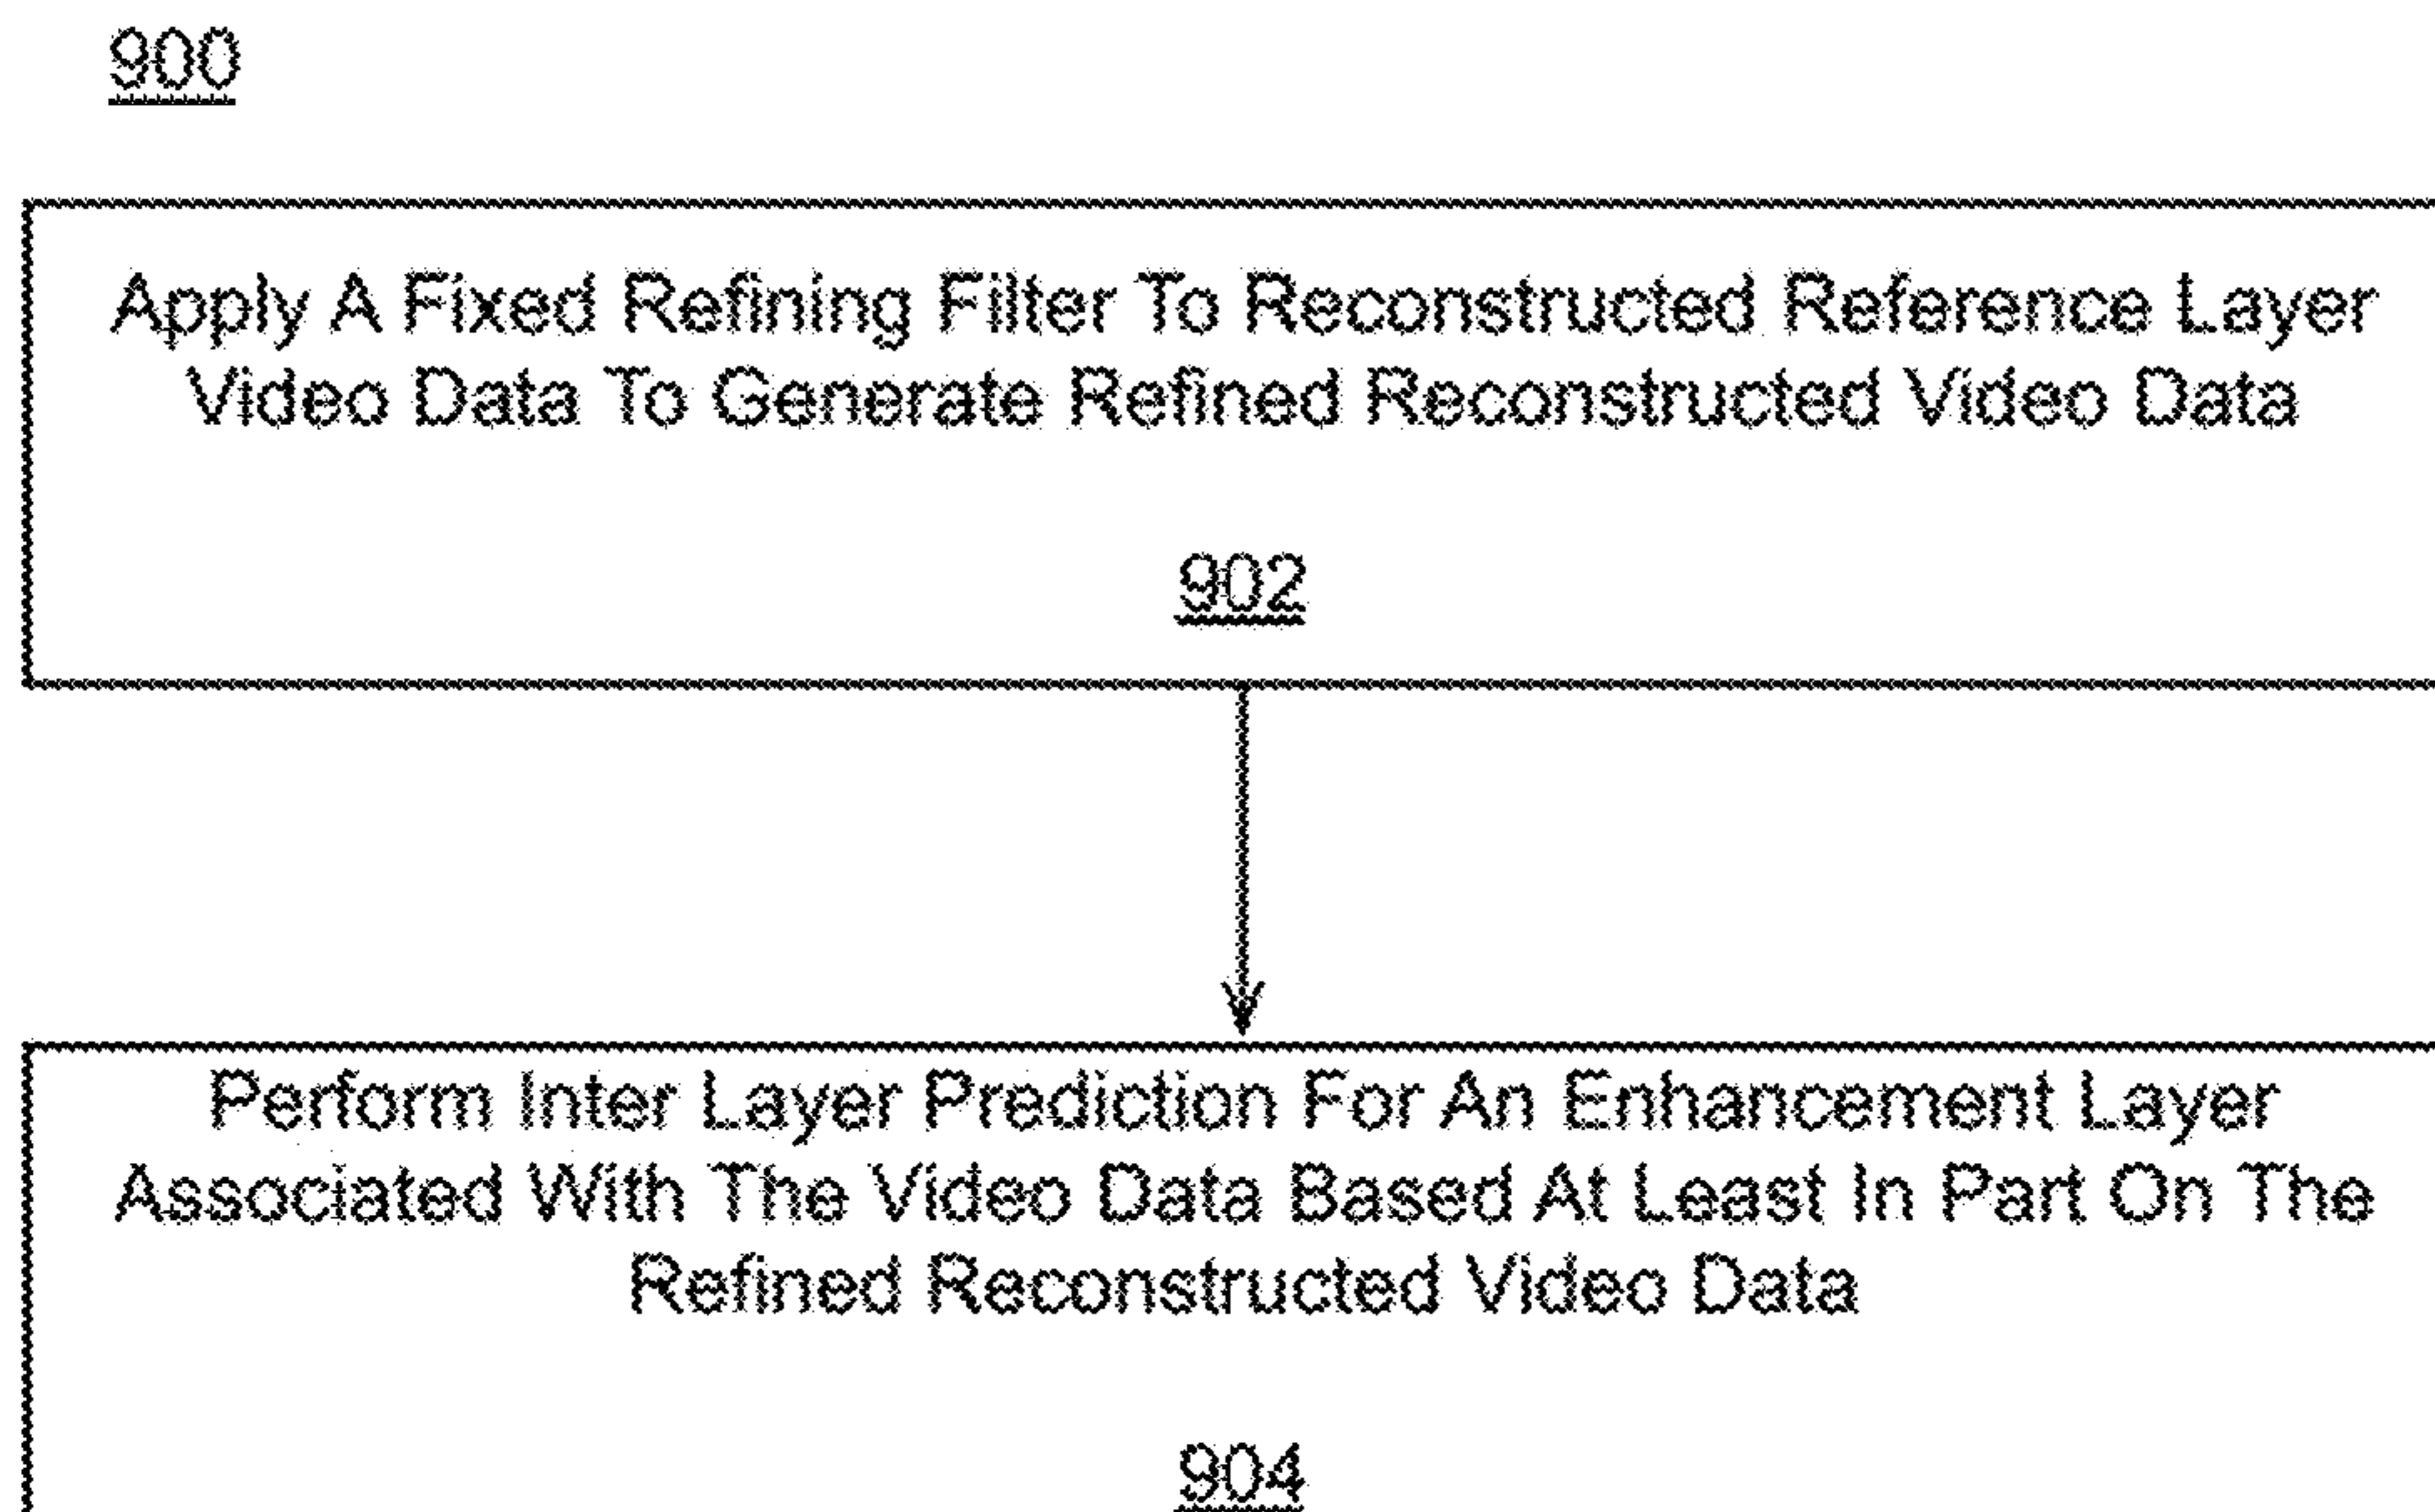 900
Apply A Fixed Refining Filter To Reconstructed Reference Layer
Video Data To Generate Refined Reconstructed Video Data
902
Perform Inter Layer Prediction For An Enhancement Layer
Associated With The Video Data Based At Least In Part On The
Refined Reconstructed Video Data
904